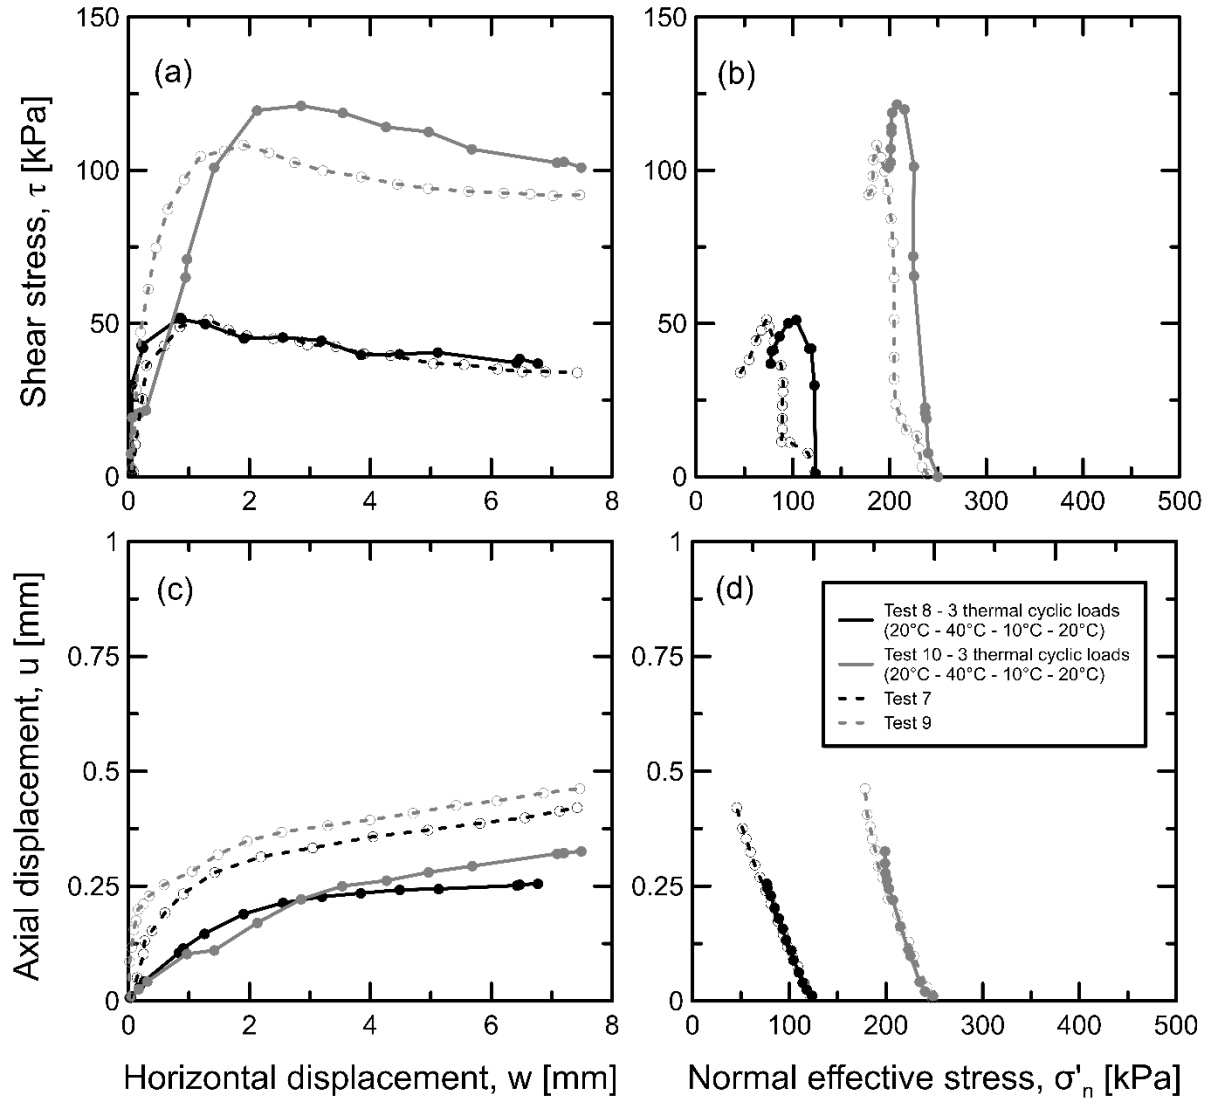 Shear stress, τ [kPa]
150
100
50
0
(a)
0
2
4
6
8
(b)
150
100
50
0
0
100
200
300
400
500
Axial displacement, u [mm]
1
0.75
0.5
0.25
0
(c)
0
2
4
6
8
Horizontal displacement, w [mm]
(d)
1
0.75
0.5
0.25
0
Test 8 - 3 thermal cyclic loads
(20°C - 40°C - 10°C - 20°C)
Test 10 - 3 thermal cyclic loads
(20°C - 40°C - 10°C - 20°C)
Test 7
Test 9
0
100
200
300
400
500
Normal effective stress, σ'n [kPa]